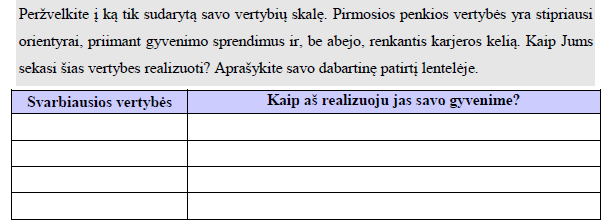 Peržvelkite į ką tik sudarytą savo vertybių skalę. Pirmosios penkios vertybės yra stipriausi
orientyrai, priimant gyvenimo sprendimus ir, be abejo, renkantis karjeros kelią. Kaip Jums
sekasi šias vertybes realizuoti? Aprašykite savo dabartinę patirtį lentelėje.
Svarbiausios vertybės Kaip aš realizuoju jas savo gyvenime?